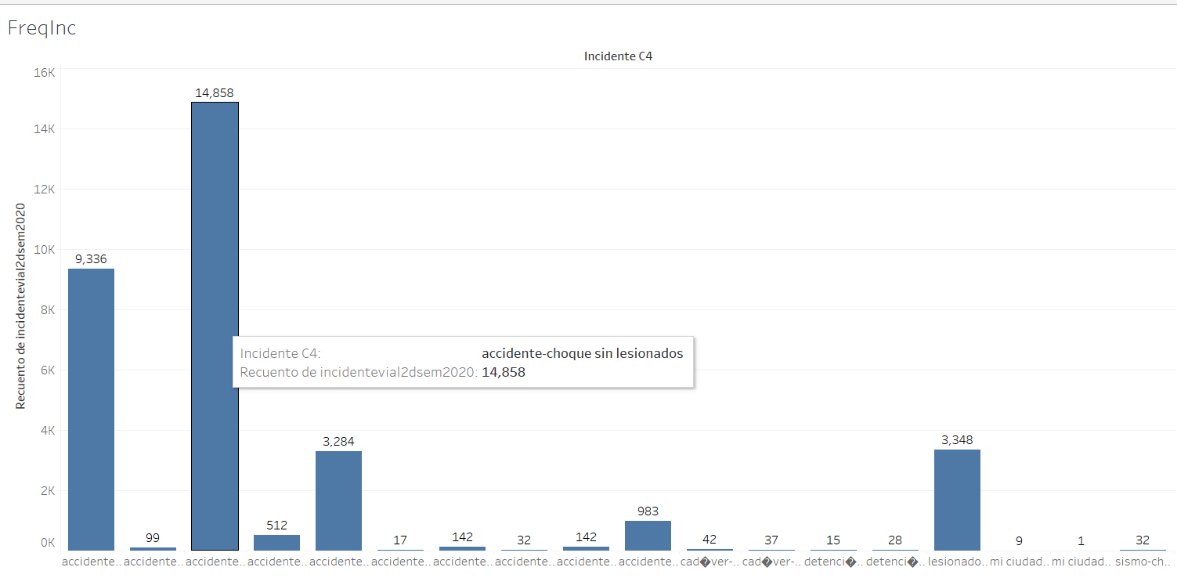 FreqInc
Incidente C4
16K
14,858
14K
12K
10K
9,336
8K
Incidente C4: accidente-choque sin lesionados
Recuento de incidentevial2dsem2020: 14,858
6K
4K
3,284
3,348
2K
99
512
17
142
32
142
983
42
37
15
28
9
1
32
0K
Recuento de incidentevial2dsem2020
accidente.. accidente.. accidente.. accidente.. accidente.. accidente.. accidente.. accidente.. accidente.. accidente.. cad�ver-.. cad�ver-.. detenci�.. detenci�.. lesionado.. mi ciudad.. mi ciudad.. sismo-ch..